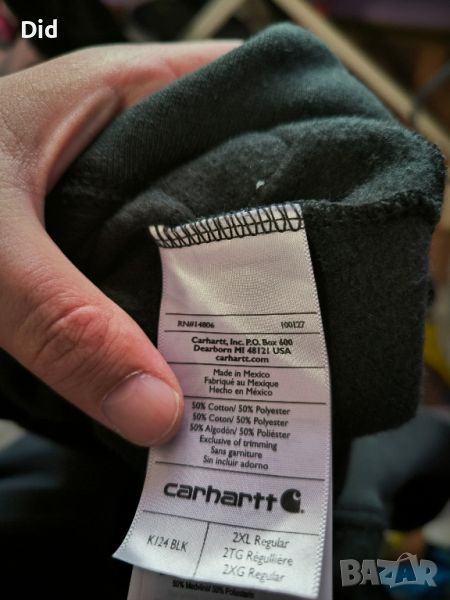 Did
RN#14806 100127
Carhartt, Inc. P.O. Box 600
Dearborn MI 48121 USA
carhartt.com
Made in Mexico
Fabriqué au Mexique
Hecho en México
50% Cotton/ 50% Polyester
50% Coton/ 50% Polyester
50% Algodón/ 50% Poliéster
Exclusive of trimming
Sans garniture
Sin incluir adorno
carhartt
K124 BLK
2XL Regular
2TG Régulière
2XG Regular
50% Polyester
BAZAR